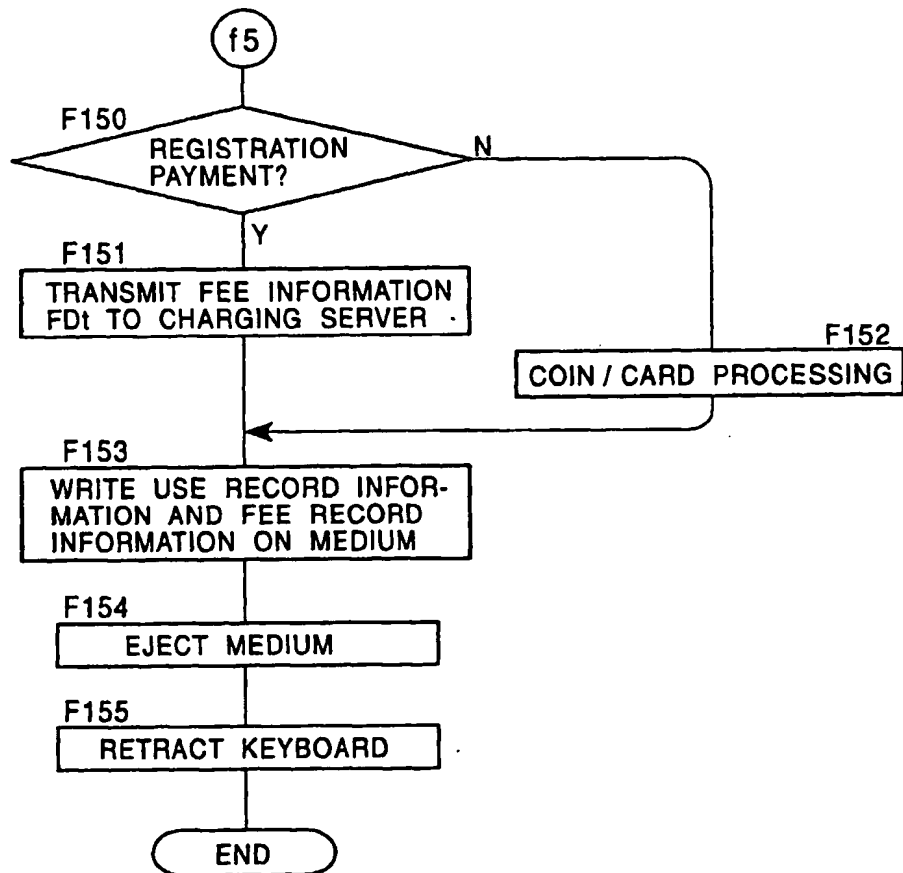 f5
F150
REGISTRATION
PAYMENT?
N
Y
F151
TRANSMIT FEE INFORMATION
FDt TO CHARGING SERVER
F152
COIN / CARD PROCESSING
F153
WRITE USE RECORD INFOR-
MATION AND FEE RECORD
INFORMATION ON MEDIUM
F154
EJECT MEDIUM
F155
RETRACT KEYBOARD
END